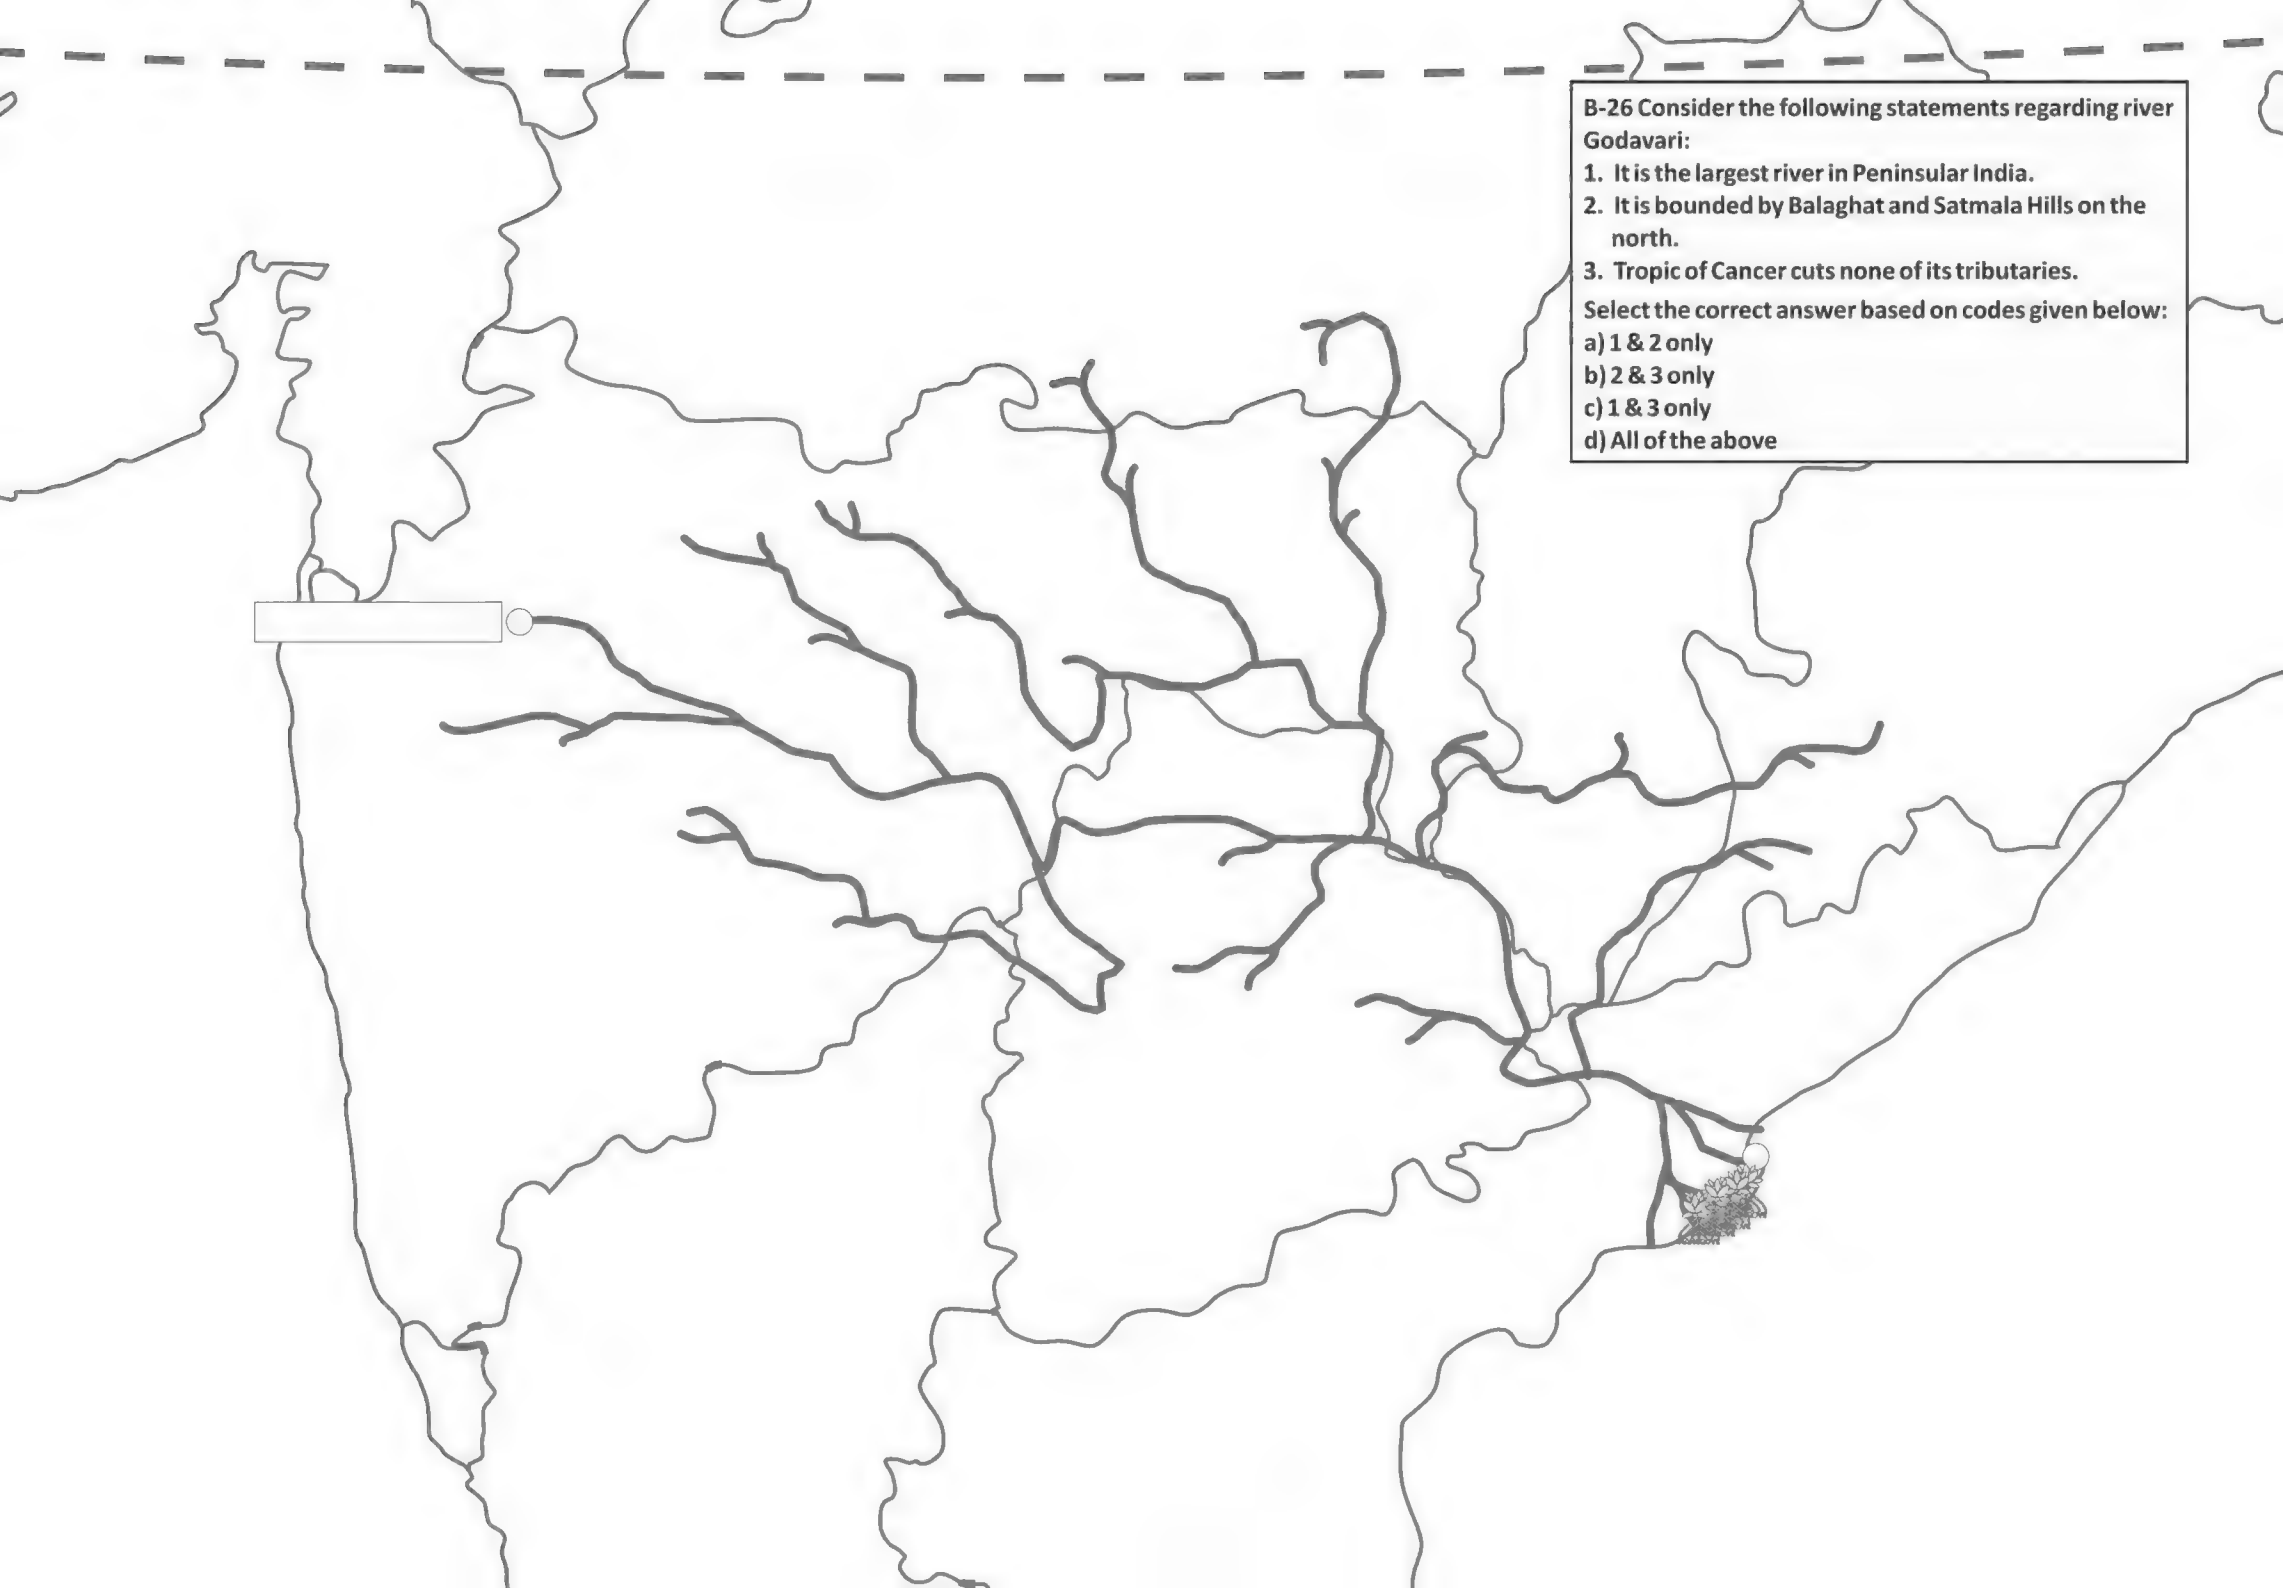 B-26 Consider the following statements regarding river
Godavari:
1. It is the largest river in Peninsular India.
2. It is bounded by Balaghat and Satmala Hills on the
north.
3. Tropic of Cancer cuts none of its tributaries.
Select the correct answer based on codes given below:
a) 1 & 2 only
b) 2 & 3 only
c) 1 & 3 only
d) All of the above